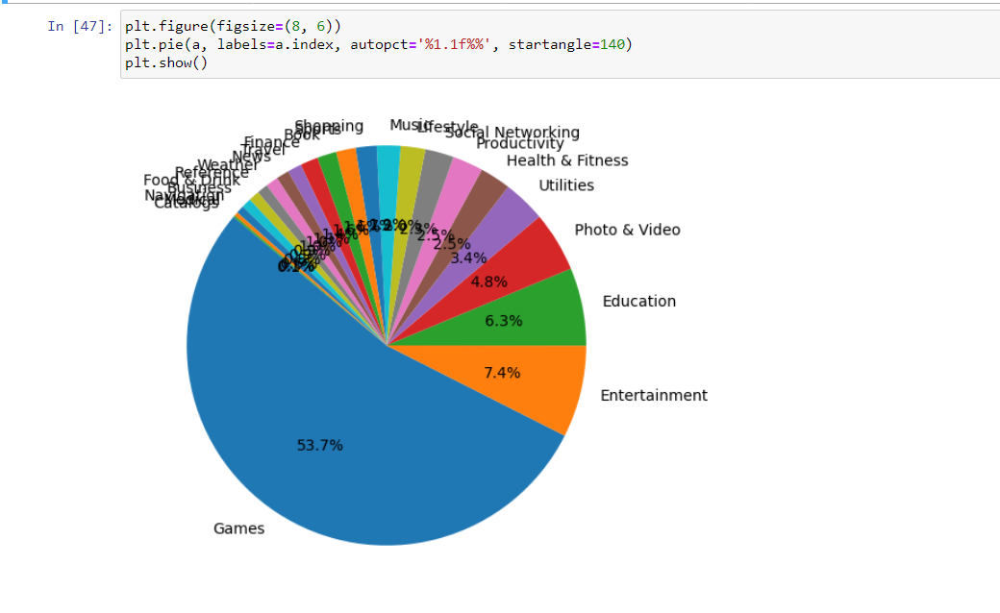 In [47]: plt.figure(figsize=(8, 6))
plt.pie(a, labels=a.index, autopct='%1.1f%%', startangle=140)
plt.show()
Shopping
Sports
Book
Music
Lifestyle
Social Networking
Productivity
Finance
Travel
News
Health & Fitness
Weather
Reference
Food & Drink
Business
Navigation
Medical
Catalogs
Utilities
Photo & Video
2.5%
2.5%
3.4%
4.8%
Education
6.3%
7.4%
Entertainment
53.7%
Games